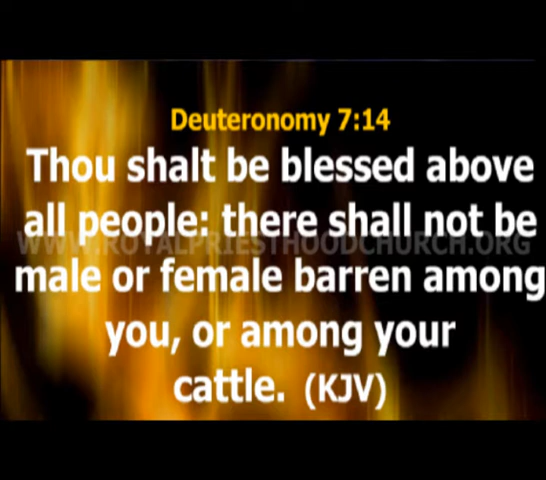 Deuteronomy 7:14
Thou shalt be blessed above
all people: there shall not be
WWW.ROYALPRIESTHOODCHURCH.ORG
male or female barren among
you, or among your
cattle. (KJV)